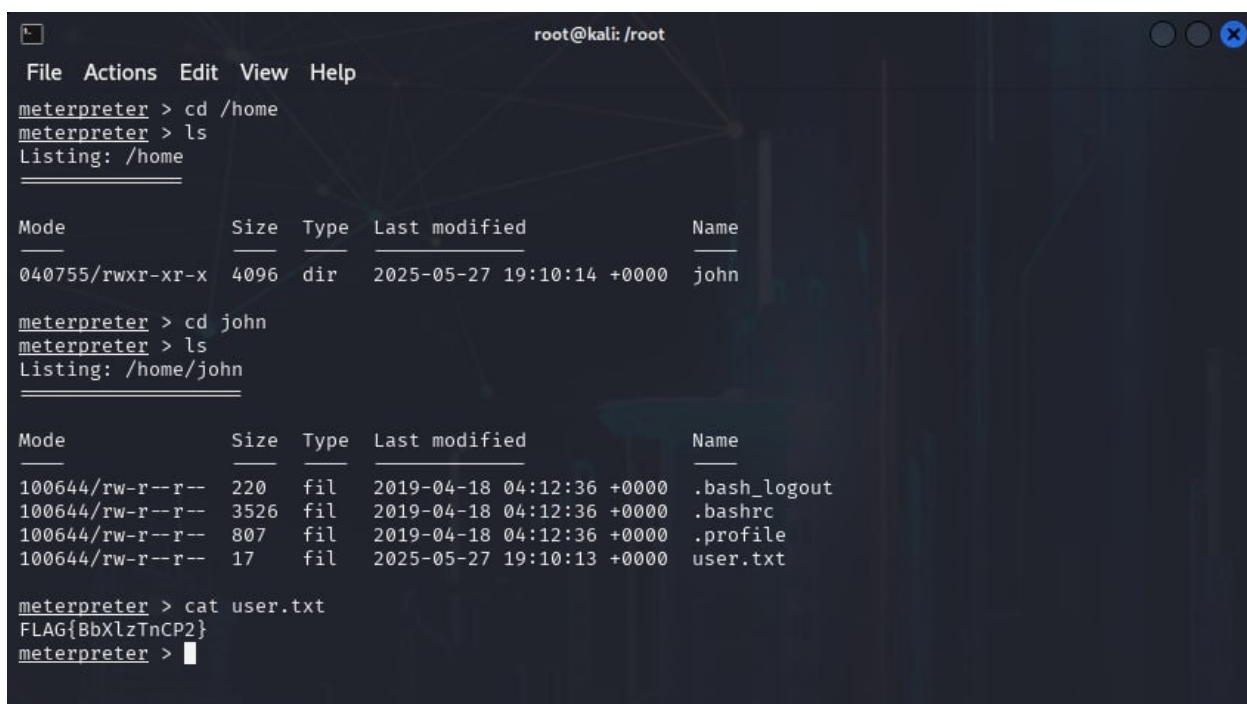 root@kali: /root
File Actions Edit View Help
meterpreter > cd /home
meterpreter > ls
Listing: /home
Mode Size Type Last modified Name
040755/rwxr-xr-x 4096 dir 2025-05-27 19:10:14 +0000 john
meterpreter > cd john
meterpreter > ls
Listing: /home/john
Mode Size Type Last modified Name
100644/rw-r--r-- 220 fil 2019-04-18 04:12:36 +0000 .bash_logout
100644/rw-r--r-- 3526 fil 2019-04-18 04:12:36 +0000 .bashrc
100644/rw-r--r-- 807 fil 2019-04-18 04:12:36 +0000 .profile
100644/rw-r--r-- 17 fil 2025-05-27 19:10:13 +0000 user.txt
meterpreter > cat user.txt
FLAG{BbXlzTnCP2}
meterpreter >